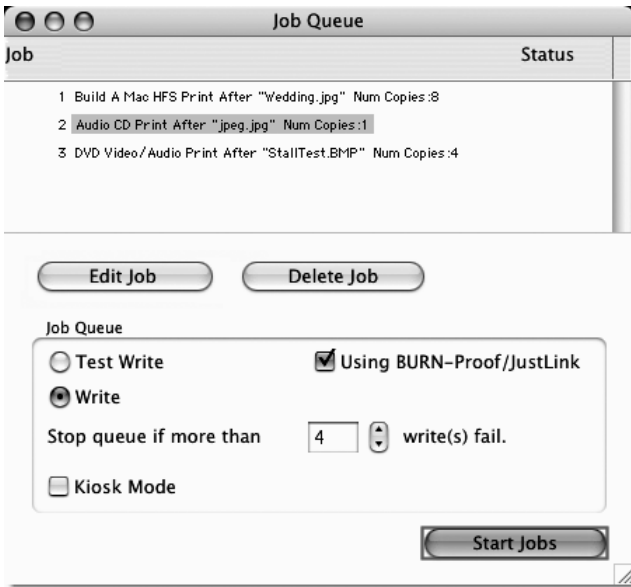 Job Queue
Job Status
1 Build A Mac HFS Print After "Wedding.jpg" Num Copies:8
2 Audio CD Print After "jpeg.jpg" Num Copies:1
3 DVD Video/Audio Print After "StallTest.BMP" Num Copies:4
Edit Job Delete Job
Job Queue
Test Write Using BURN-Proof/JustLink
Write
Stop queue if more than 4 write(s) fail.
Kiosk Mode
Start Jobs